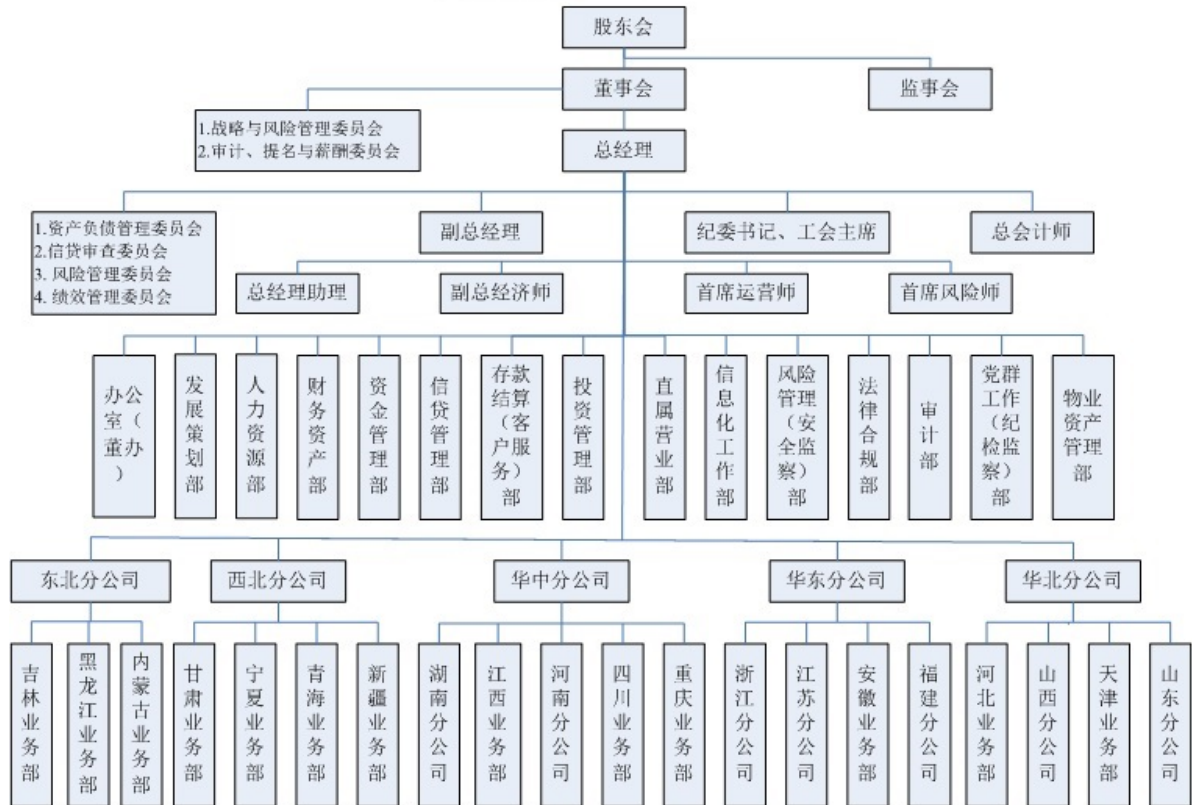 股东会
董事会
监事会
1.战略与风险管理委员会
2.审计、提名与薪酬委员会
总经理
1.资产负债管理委员会
2.信贷审查委员会
3. 风险管理委员会
4. 绩效管理委员会
副总经理
纪委书记、工会主席
总会计师
总经理助理
副总经济师
首席运营师
首席风险师
办公室（董办）
发展策划部
人力资源部
财务资产部
资金管理部
信贷管理部
存款结算（客户服务）部
投资管理部
直属营业部
信息化工作部
风险管理（安全监察）部
法律合规部
审计部
党群工作（纪检监察）部
物业资产管理部
东北分公司
西北分公司
华中分公司
华东分公司
华北分公司
吉林业务部
黑龙江业务部
内蒙古业务部
甘肃业务部
宁夏业务部
青海业务部
新疆业务部
湖南分公司
江西业务部
河南分公司
四川业务部
重庆业务部
浙江分公司
江苏分公司
安徽业务部
福建分公司
河北业务部
山西分公司
天津业务部
山东分公司